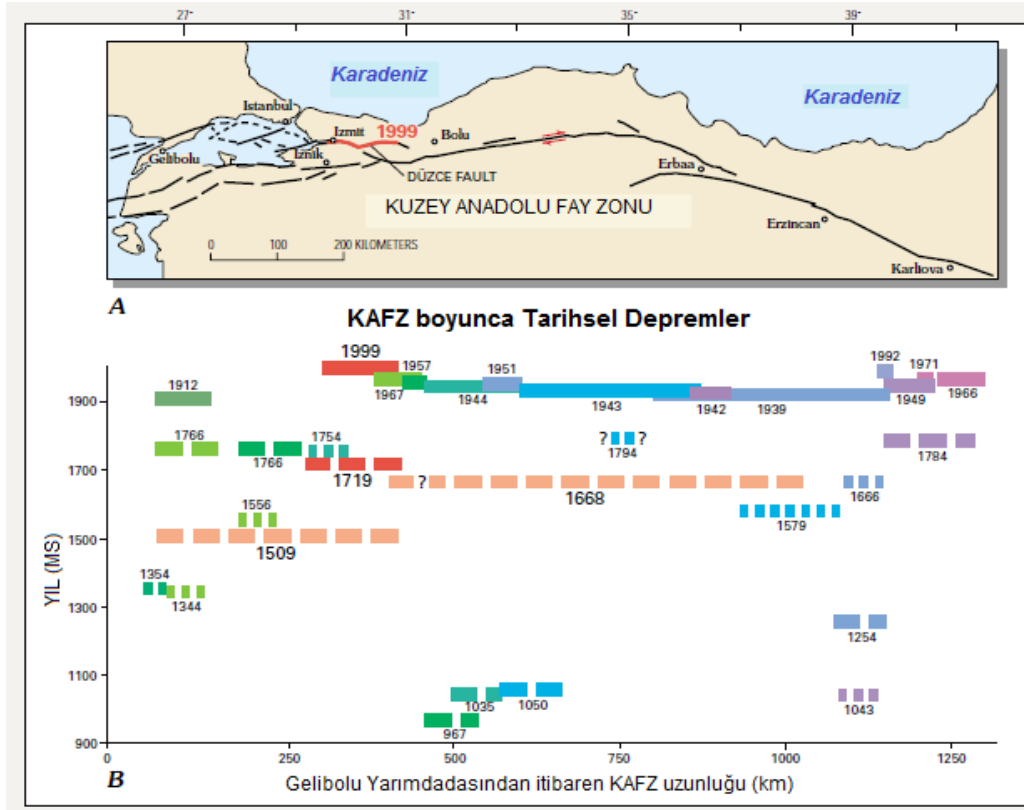 27-
31-
35-
39-
Karadeniz
Karadeniz
Istanbul
Izmit
1999
Bolu
Gelibolu
Iznik
Erbaa
DÜZCE FAULT
KUZEY ANADOLU FAY ZONU
Erzincan
0 100 200 KILOMETERS
Karlıova
A
KAFZ boyunca Tarihsel Depremler
1999
1957
1951
1992
1971
1912
1967
1944
1943
1942
1939
1949
1966
1900
1766
1766
1754
? ?
1794
1784
1700
1719
?
1668
1666
1556
1579
1500
1509
1354
1344
1300
1254
1100
1035
1050
1043
967
900
0 250 500 750 1000 1250
YIL (MS)
B
Gelibolu Yarımdadasından itibaren KAFZ uzunluğu (km)